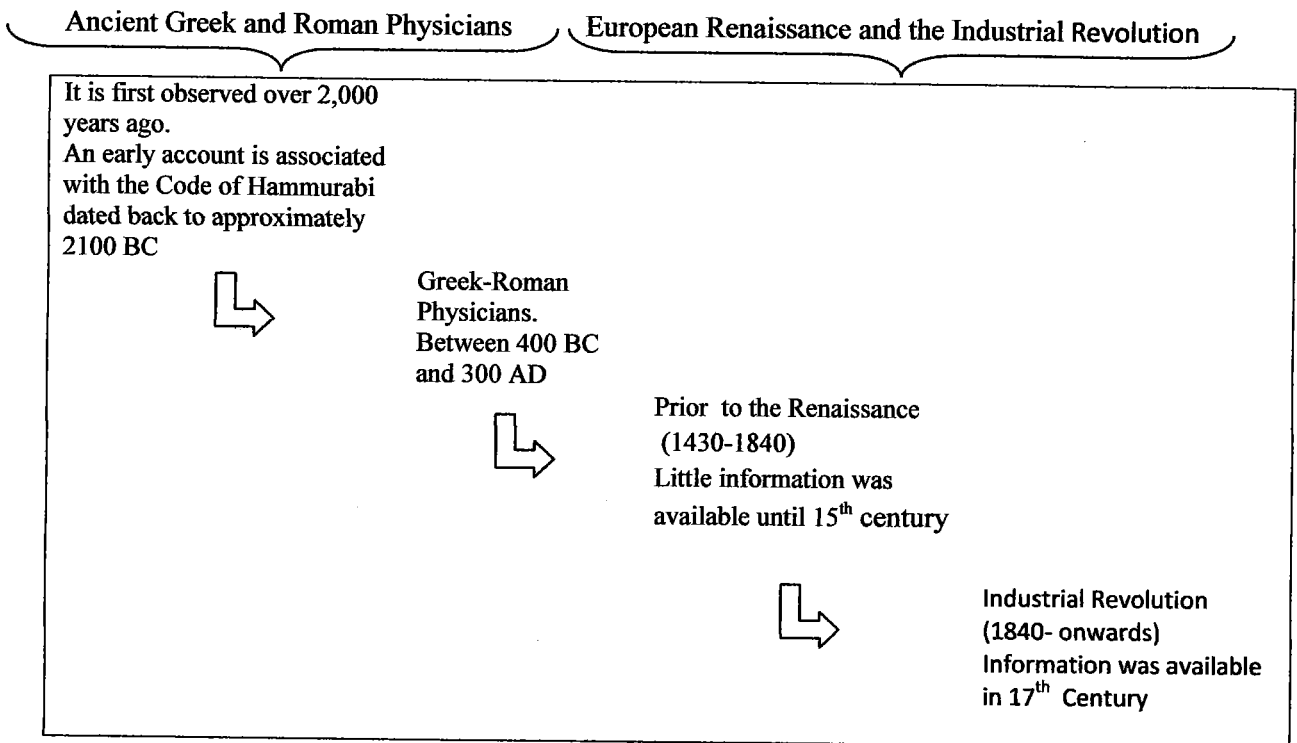 Ancient Greek and Roman Physicians
European Renaissance and the Industrial Revolution
It is first observed over 2,000
years ago.
An early account is associated
with the Code of Hammurabi
dated back to approximately
2100 BC
Greek-Roman
Physicians.
Between 400 BC
and 300 AD
Prior to the Renaissance
(1430-1840)
Little information was
available until 15th century
Industrial Revolution
(1840- onwards)
Information was available
in 17th Century